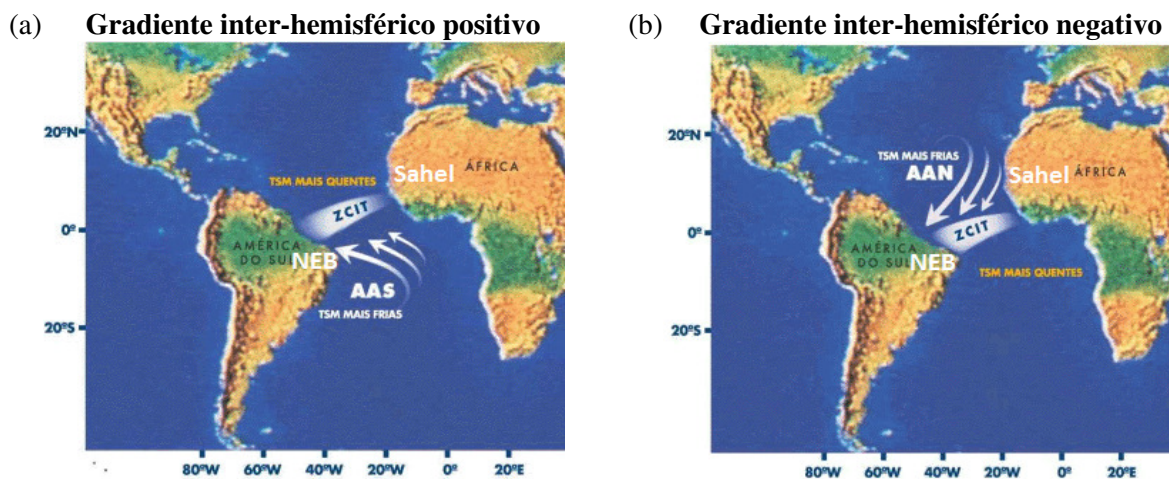 (a) Gradiente inter-hemisférico positivo
20ºN
0º
20ºS
TSM MAIS QUENTES
Sahel
ÁFRICA
ZCIT
AMÉRICA
DO SUL
NEB
AAS
TSM MAIS FRIAS
80ºW 60ºW 40ºW 20ºW 0º 20ºE
(b) Gradiente inter-hemisférico negativo
20ºN
0º
20ºS
TSM MAIS FRIAS
AAN
Sahel
ÁFRICA
ZCIT
AMÉRICA
DO SUL
NEB
TSM MAIS QUENTES
80ºW 60ºW 40ºW 20ºW 0º 20ºE